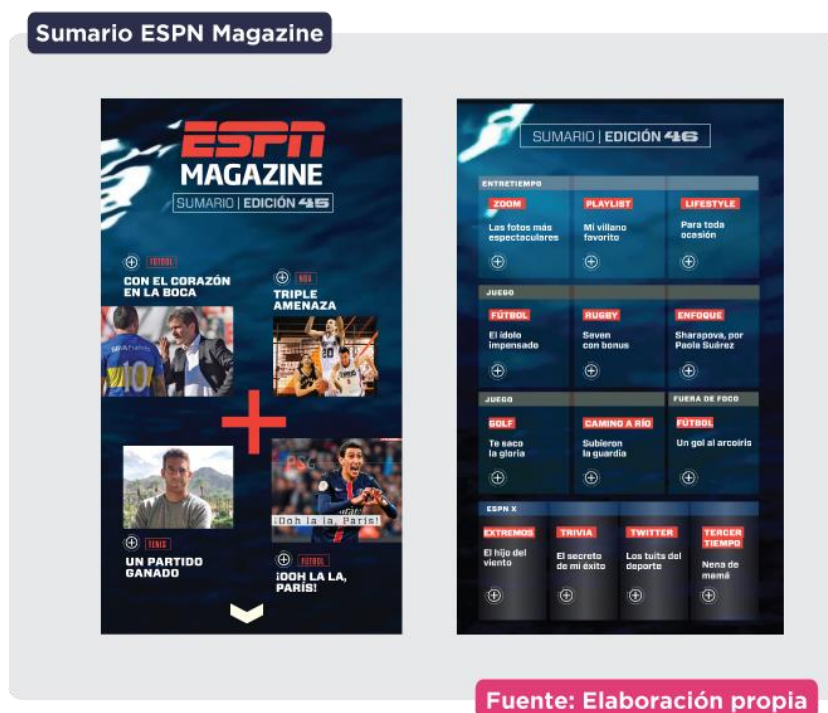 Sumario ESPN Magazine
ESPN
MAGAZINE
SUMARIO | EDICIÓN 45
FÚTBOL
CON EL CORAZÓN
EN LA BOCA
NBA
TRIPLE
AMENAZA
10
20
PSG
¡Ooh la la, París!
TENIS
UN PARTIDO
GANADO
FÚTBOL
¡OOH LA LA,
PARÍS!
SUMARIO | EDICIÓN 46
ENTRETIEMPO
ZOOM
Las fotos más
espectaculares
PLAYLIST
Mi villano
favorito
LIFESTYLE
Para toda
ocasión
JUEGO
FÚTBOL
El ídolo
impensado
RUGBY
Seven
con bonus
ENFOQUE
Sharapova, por
Paola Suárez
JUEGO
FUERA DE FOCO
GOLF
Te saco
la gloria
CAMINO A RÍO
Subieron
la guardia
FÚTBOL
Un gol al arcoíris
ESPN X
EXTREMOS
El hijo del
viento
TRIVIA
El secreto
de mi éxito
TWITTER
Los tuits del
deporte
TERCER
TIEMPO
Nena de
mamá
Fuente: Elaboración propia